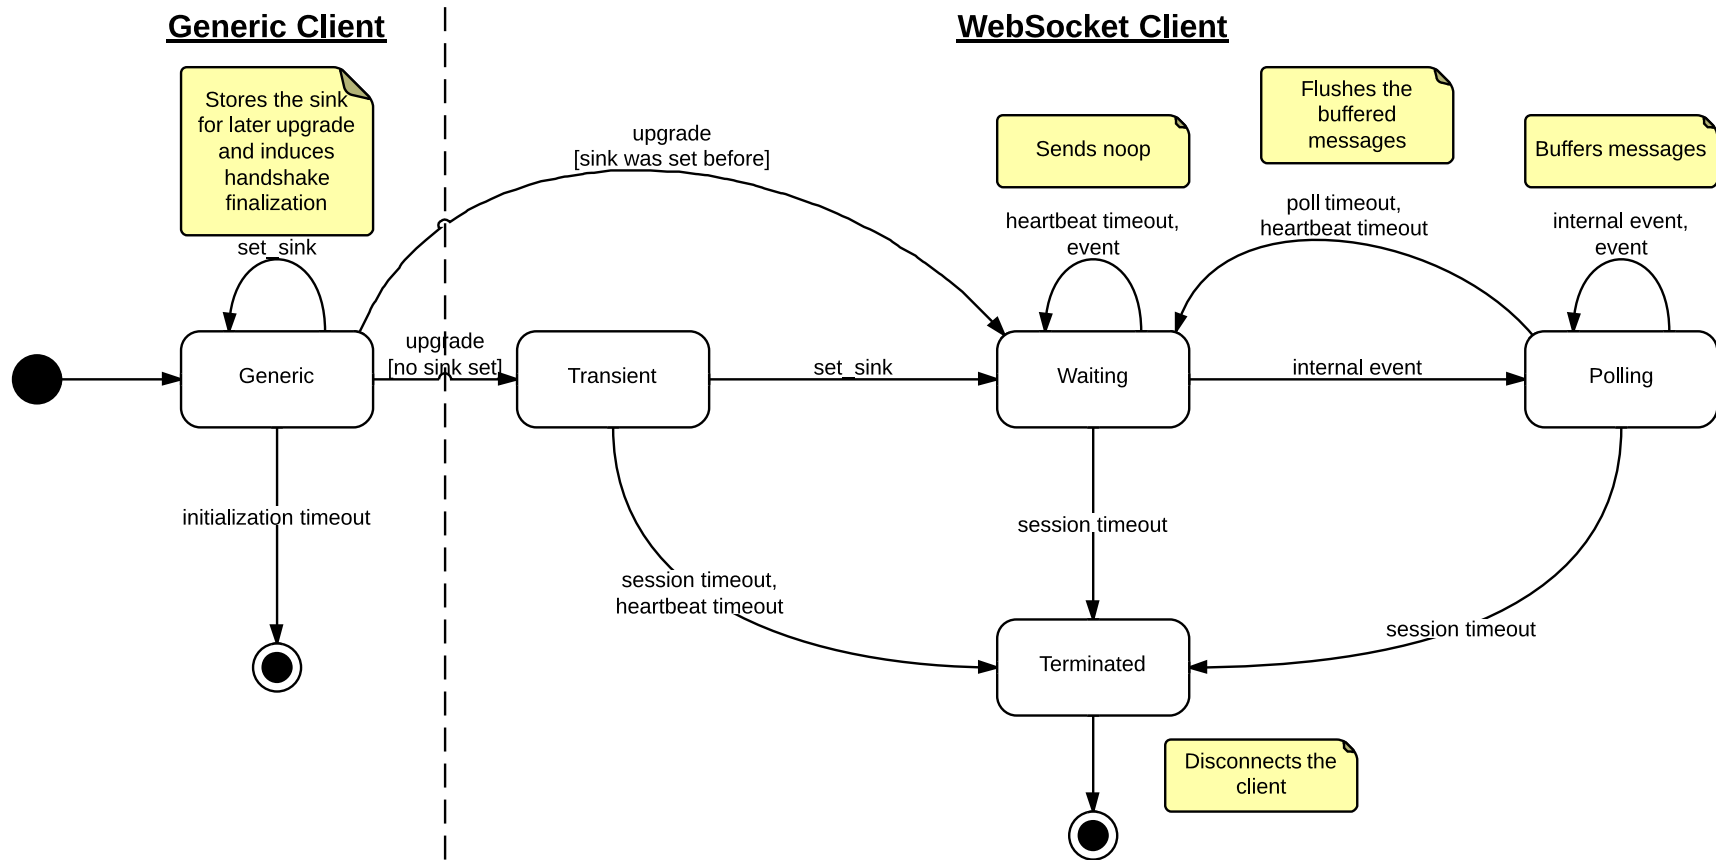 Generic Client
WebSocket Client
Stores the sink
for later upgrade
and induces
handshake
finalization
set_sink
upgrade
[sink was set before]
Sends noop
Flushes the
buffered
messages
Buffers messages
heartbeat timeout,
event
poll timeout,
heartbeat timeout
internal event,
event
Generic
upgrade
[no sink set]
Transient
set_sink
Waiting
internal event
Polling
initialization timeout
session timeout
session timeout,
heartbeat timeout
session timeout
Terminated
Disconnects the
client